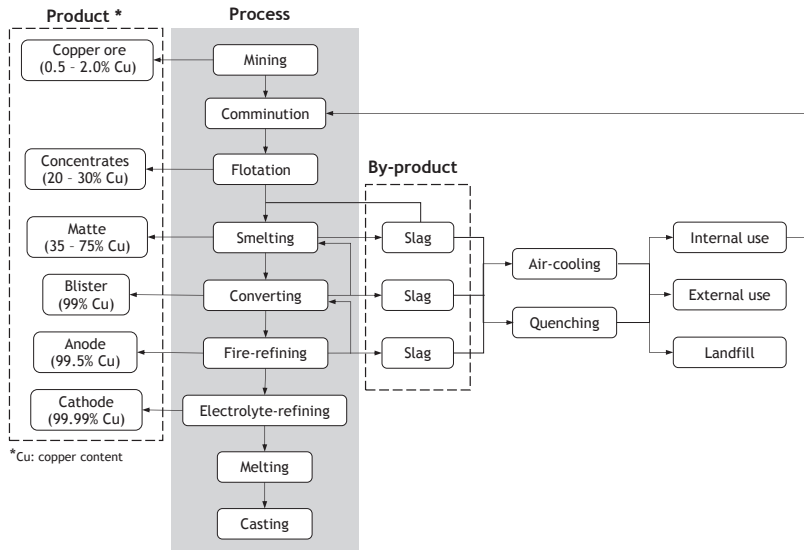 Product *
Process
Copper ore
(0.5 – 2.0% Cu)
Mining
Comminution
Concentrates
(20 – 30% Cu)
Flotation
By-product
Matte
(35 – 75% Cu)
Smelting
Slag
Internal use
Air-cooling
Blister
(99% Cu)
Converting
Slag
External use
Quenching
Anode
(99.5% Cu)
Fire-refining
Slag
Landfill
Cathode
(99.99% Cu)
Electrolyte-refining
*Cu: copper content
Melting
Casting